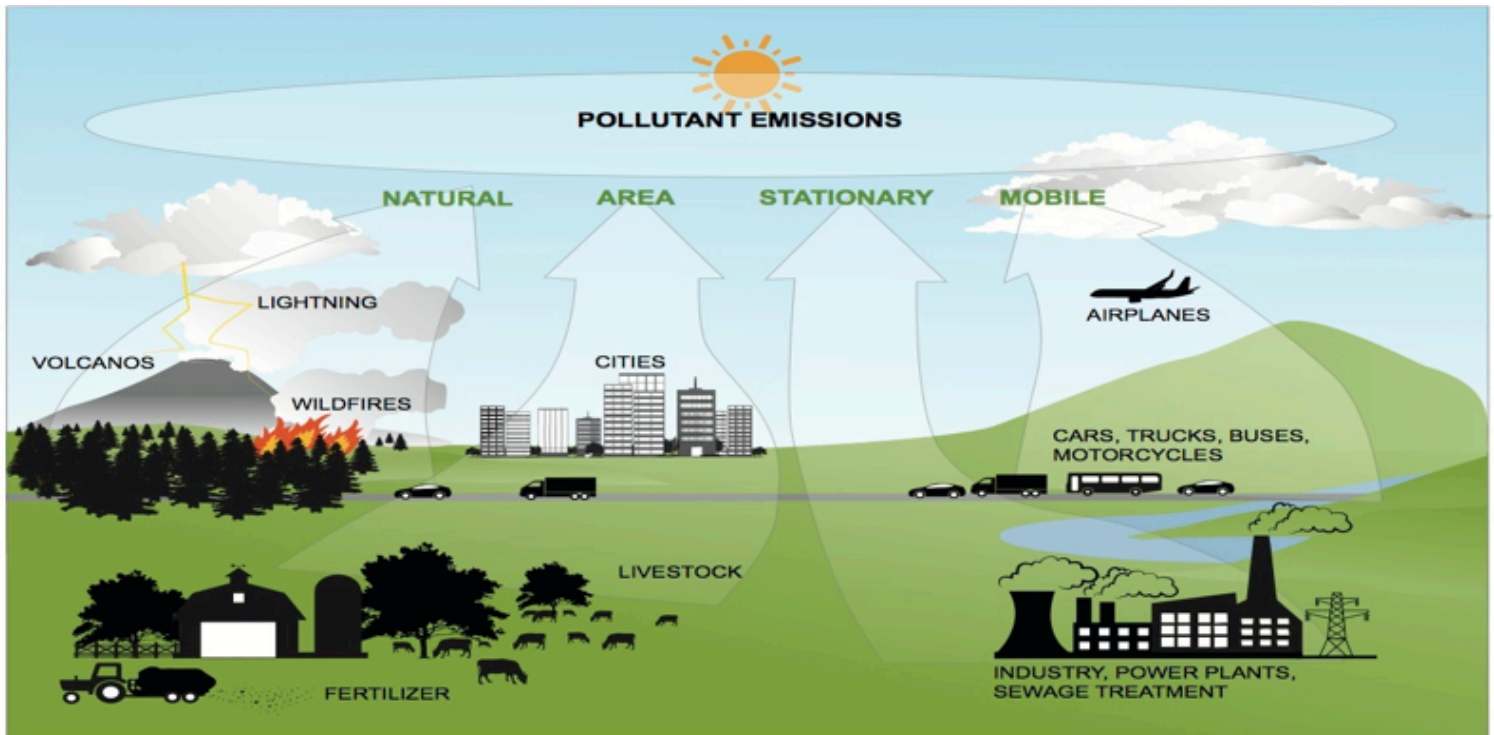 POLLUTANT EMISSIONS
NATURAL
AREA
STATIONARY
MOBILE
LIGHTNING
AIRPLANES
VOLCANOS
CITIES
WILDFIRES
CARS, TRUCKS, BUSES,
MOTORCYCLES
LIVESTOCK
INDUSTRY, POWER PLANTS,
SEWAGE TREATMENT
FERTILIZER